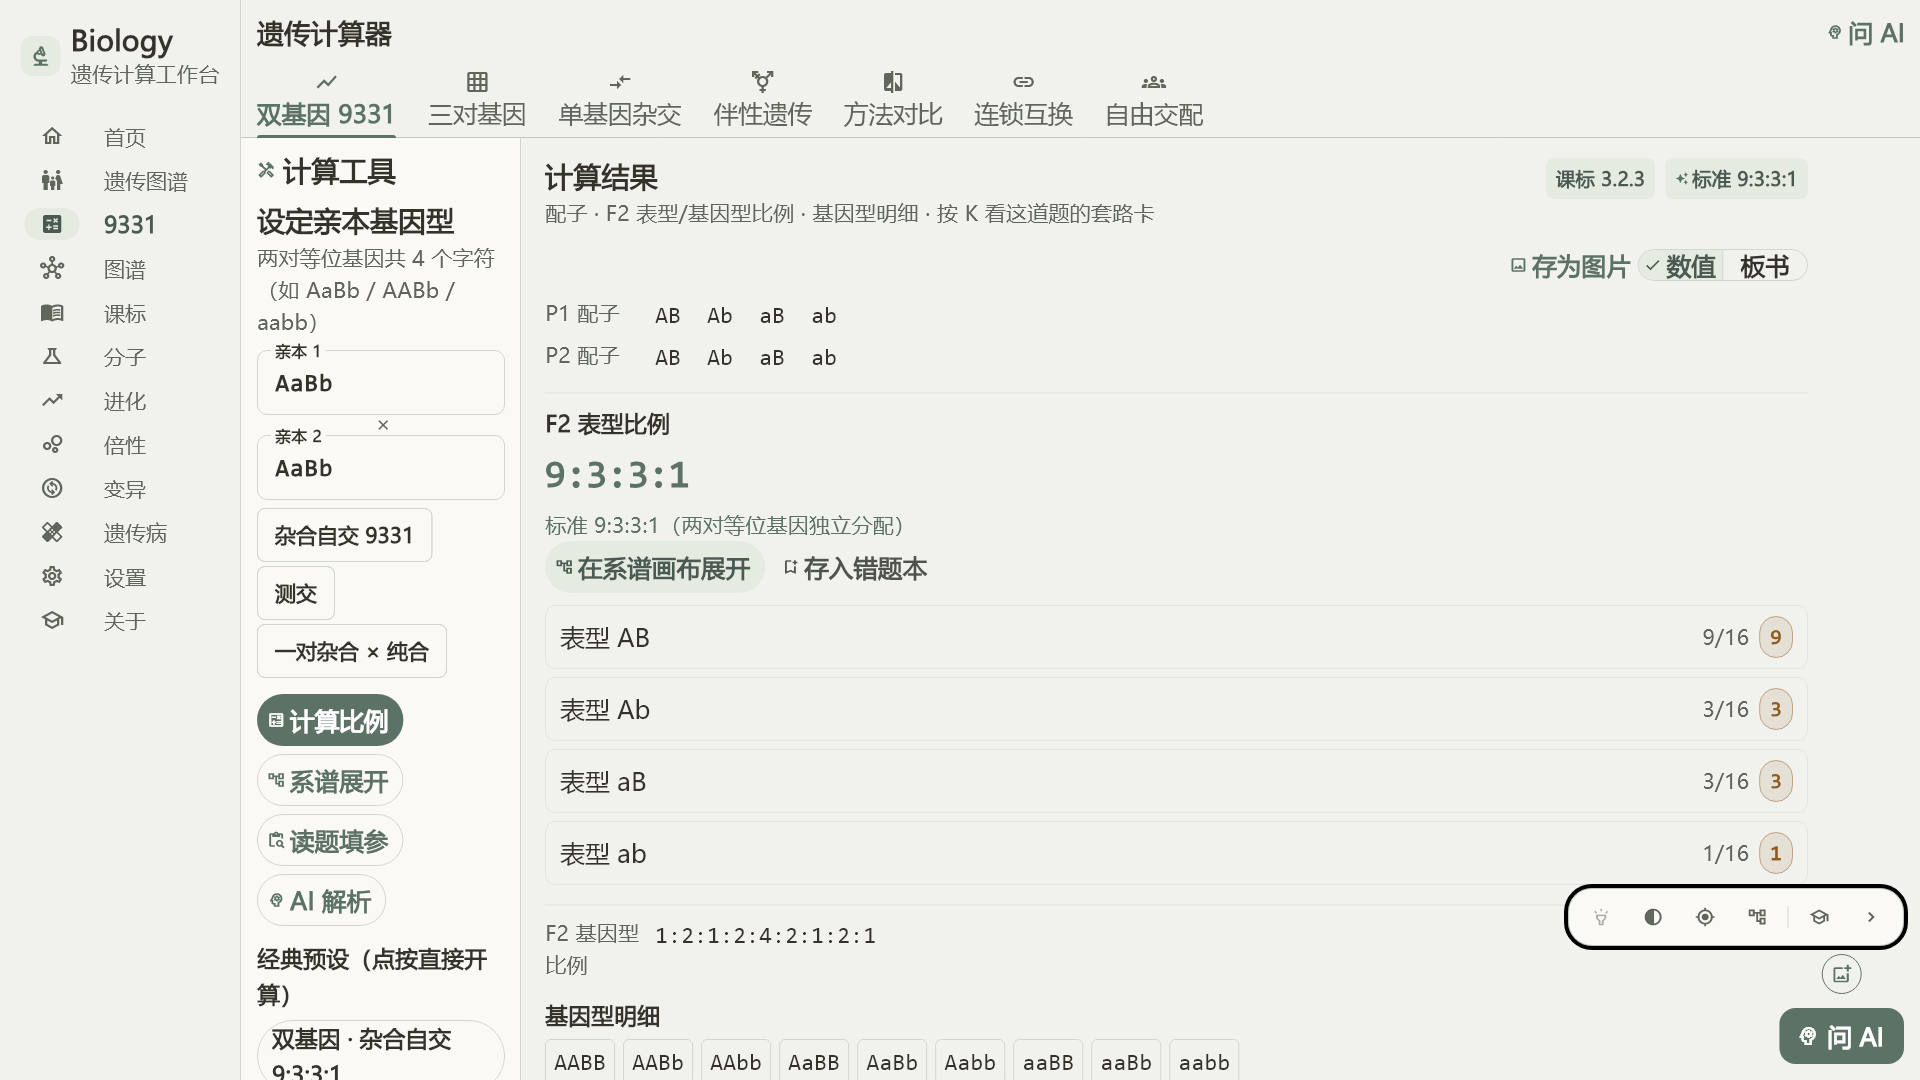 Biology
遗传计算工作台
首页
遗传图谱
9331
图谱
课标
分子
进化
倍性
变异
遗传病
设置
关于
遗传计算器
问 AI
双基因 9331
三对基因
单基因杂交
伴性遗传
方法对比
连锁互换
自由交配
计算工具
设定亲本基因型
两对等位基因共 4 个字符
（如 AaBb / AABb /
aabb）
亲本 1
AaBb
×
亲本 2
AaBb
杂合自交 9331
测交
一对杂合 × 纯合
计算比例
系谱展开
读题填参
AI 解析
经典预设（点按直接开
算）
双基因 · 杂合自交
9:3:3:1
计算结果
课标 3.2.3
标准 9:3:3:1
配子 · F2 表型/基因型比例 · 基因型明细 · 按 K 看这道题的套路卡
存为图片
数值
板书
P1 配子 AB Ab aB ab
P2 配子 AB Ab aB ab
F2 表型比例
9:3:3:1
标准 9:3:3:1（两对等位基因独立分配）
在系谱画布展开
存入错题本
表型 AB 9/16 9
表型 Ab 3/16 3
表型 aB 3/16 3
表型 ab 1/16 1
F2 基因型 1:2:1:2:4:2:1:2:1
比例
基因型明细
AABB AABb AAbb AaBB AaBb Aabb aaBB aaBb aabb
问 AI